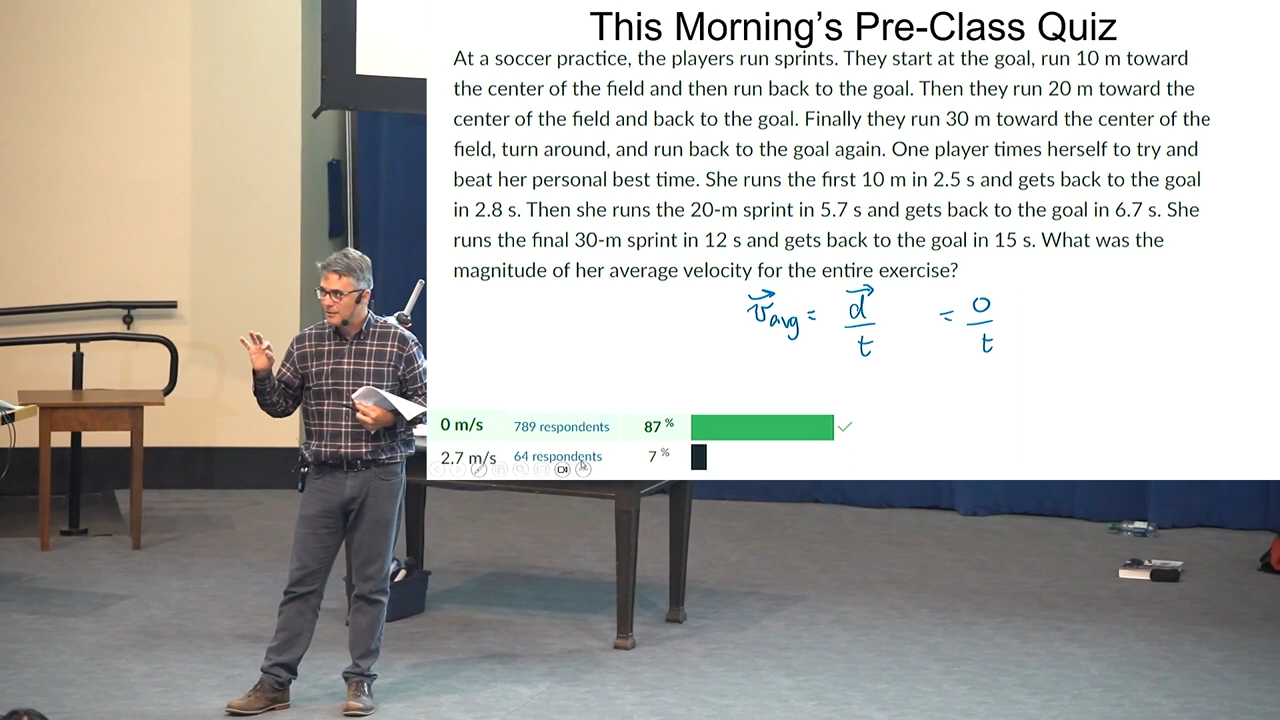 This Morning’s Pre-Class Quiz
At a soccer practice, the players run sprints. They start at the goal, run 10 m toward
the center of the field and then run back to the goal. Then they run 20 m toward the
center of the field and back to the goal. Finally they run 30 m toward the center of the
field, turn around, and run back to the goal again. One player times herself to try and
beat her personal best time. She runs the first 10 m in 2.5 s and gets back to the goal
in 2.8 s. Then she runs the 20-m sprint in 5.7 s and gets back to the goal in 6.7 s. She
runs the final 30-m sprint in 12 s and gets back to the goal in 15 s. What was the
magnitude of her average velocity for the entire exercise?
v⃗avg = d⃗/t = 0/t
0 m/s 789 respondents 87 %
2.7 m/s 64 respondents 7 %